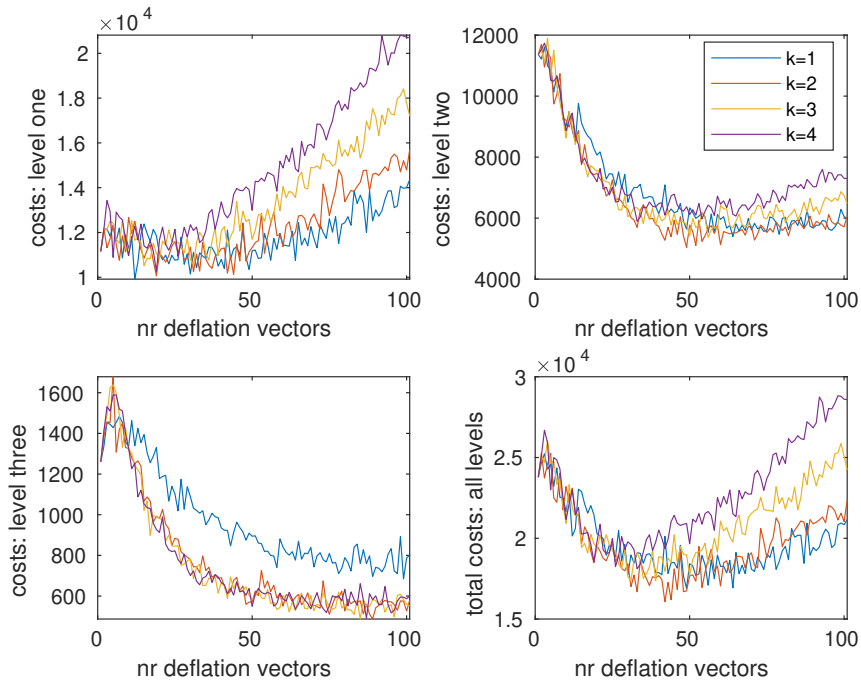 × 10⁴
2
1.8
1.6
1.4
1.2
1
0
50
100
costs: level one
nr deflation vectors
12000
10000
8000
6000
4000
0
50
100
costs: level two
nr deflation vectors
k=1
k=2
k=3
k=4
1600
1400
1200
1000
800
600
0
50
100
costs: level three
nr deflation vectors
× 10⁴
3
2.5
2
1.5
0
50
100
total costs: all levels
nr deflation vectors